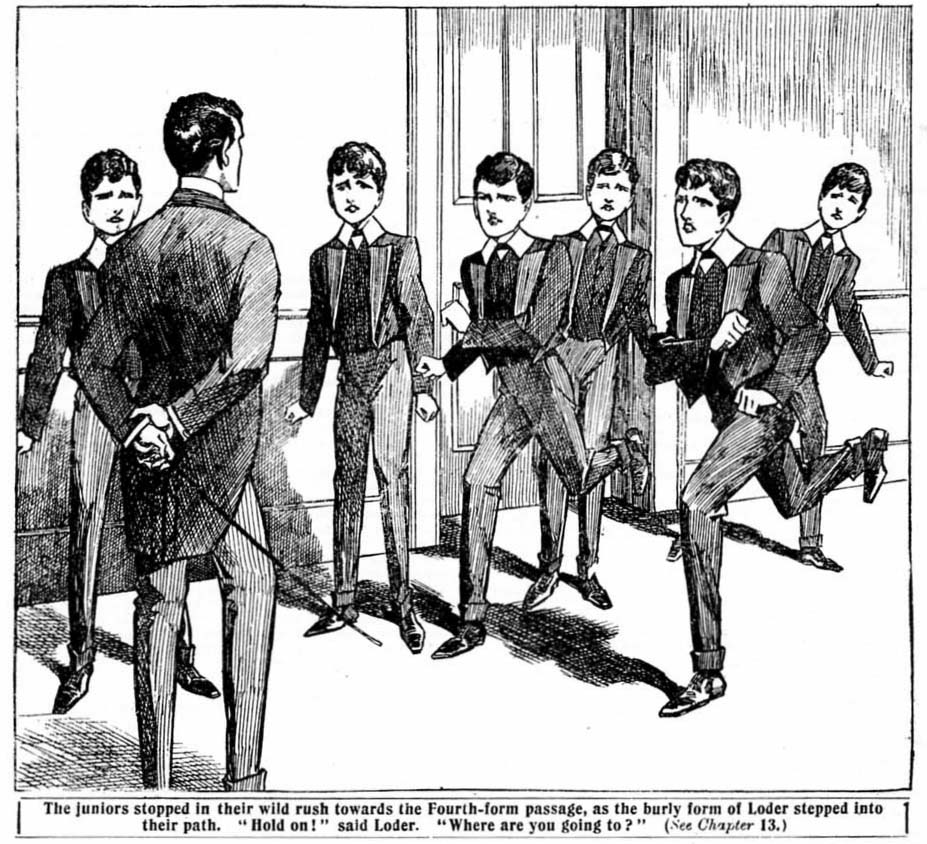 The juniors stopped in their wild rush towards the Fourth-form passage, as the burly form of Loder stepped into
their path. "Hold on!" said Loder. "Where are you going to?" (See Chapter 13.)